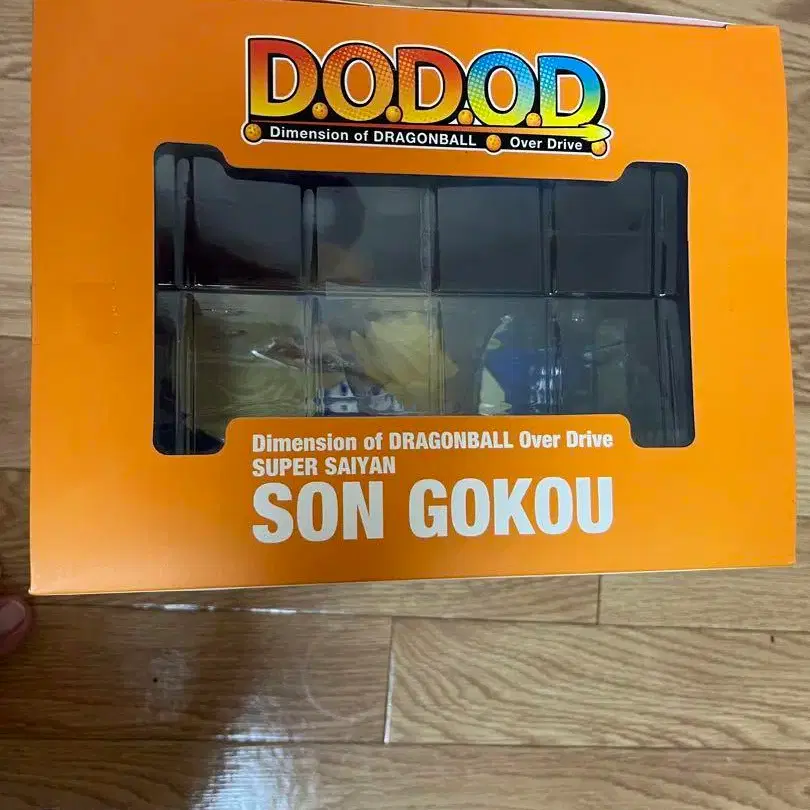 D.O.D.O.D
Dimension of DRAGONBALL Over Drive
Dimension of DRAGONBALL Over Drive
SUPER SAIYAN
SON GOKOU